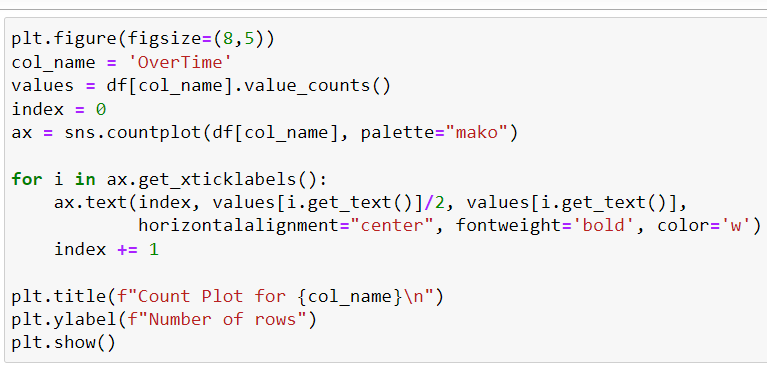 plt.figure(figsize=(8,5))
col_name = 'OverTime'
values = df[col_name].value_counts()
index = 0
ax = sns.countplot(df[col_name], palette="mako")

for i in ax.get_xticklabels():
    ax.text(index, values[i.get_text()]/2, values[i.get_text()],
            horizontalalignment="center", fontweight='bold', color='w')
    index += 1

plt.title(f"Count Plot for {col_name}\n")
plt.ylabel(f"Number of rows")
plt.show()